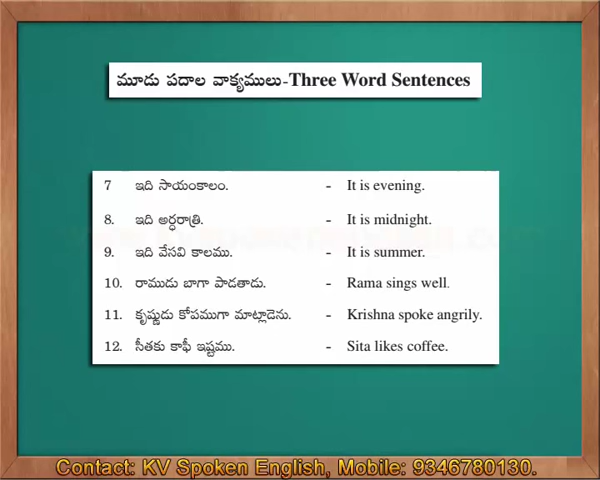 మూడు పదాల వాక్యములు-Three Word Sentences
7 ఇది సాయంకాలం. - It is evening.
8. ఇది అర్ధరాత్రి. - It is midnight.
9. ఇది వేసవి కాలము. - It is summer.
10. రాముడు బాగా పాడతాడు. - Rama sings well.
11. కృష్ణుడు కోపముగా మాట్లాడెను. - Krishna spoke angrily.
12. సీతకు కాఫీ ఇష్టము. - Sita likes coffee.
Contact: KV Spoken English, Mobile: 9346780130.